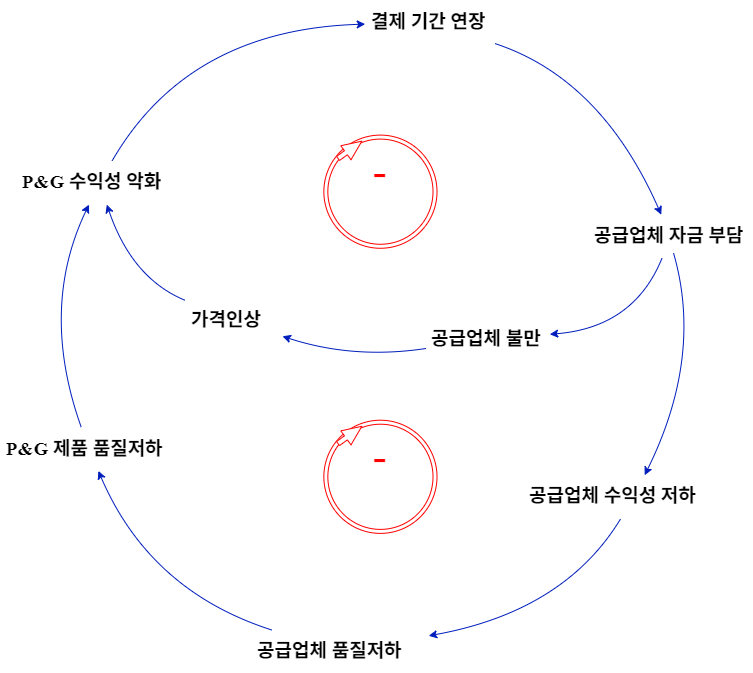 결제 기간 연장
P&G 수익성 악화
-
공급업체 자금 부담
가격인상
공급업체 불만
P&G 제품 품질저하
-
공급업체 수익성 저하
공급업체 품질저하